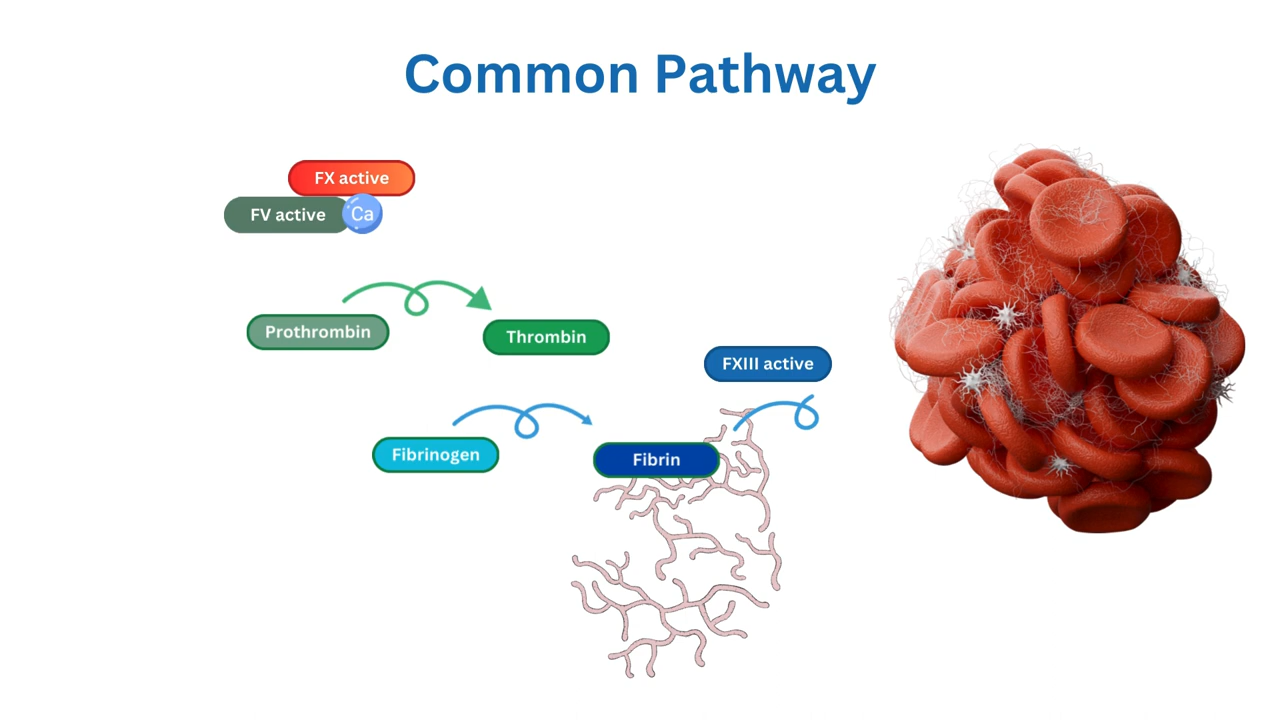 Common Pathway
FX active
FV active
Ca
Prothrombin
Thrombin
FXIII active
Fibrinogen
Fibrin